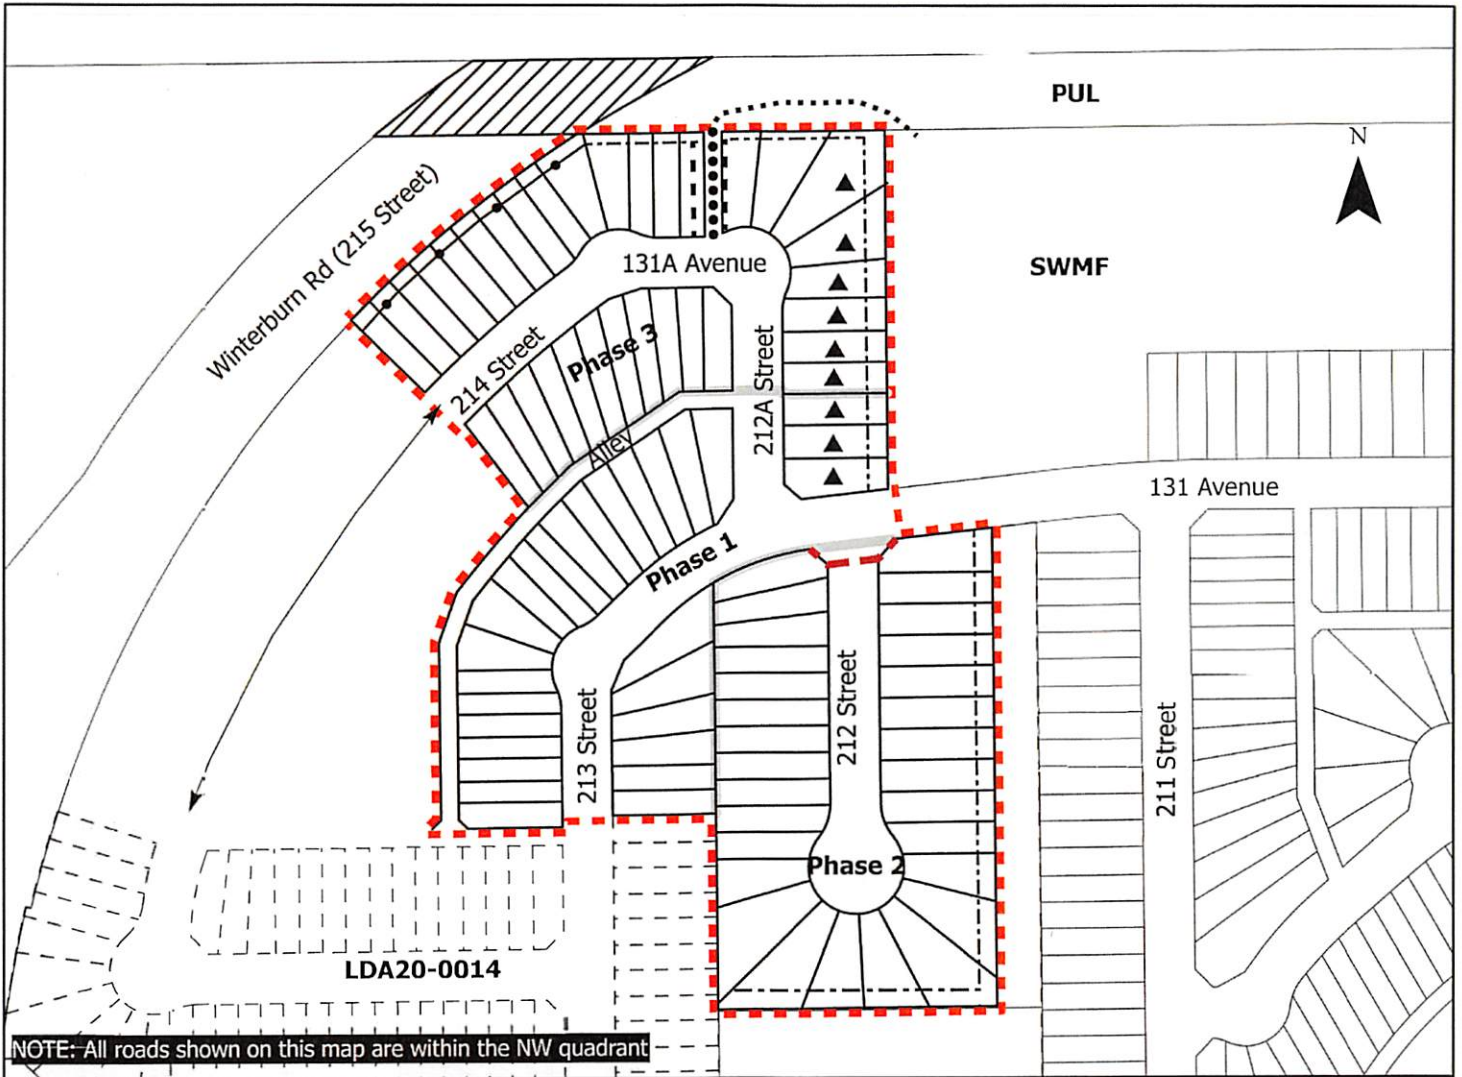 PUL
N
Winterburn Rd (215 Street)
131A Avenue
SWMF
214 Street
Phase 3
212A Street
Alley
131 Avenue
Phase 1
212 Street
213 Street
211 Street
Phase 2
LDA20-0014
NOTE: All roads shown on this map are within the NW quadrant